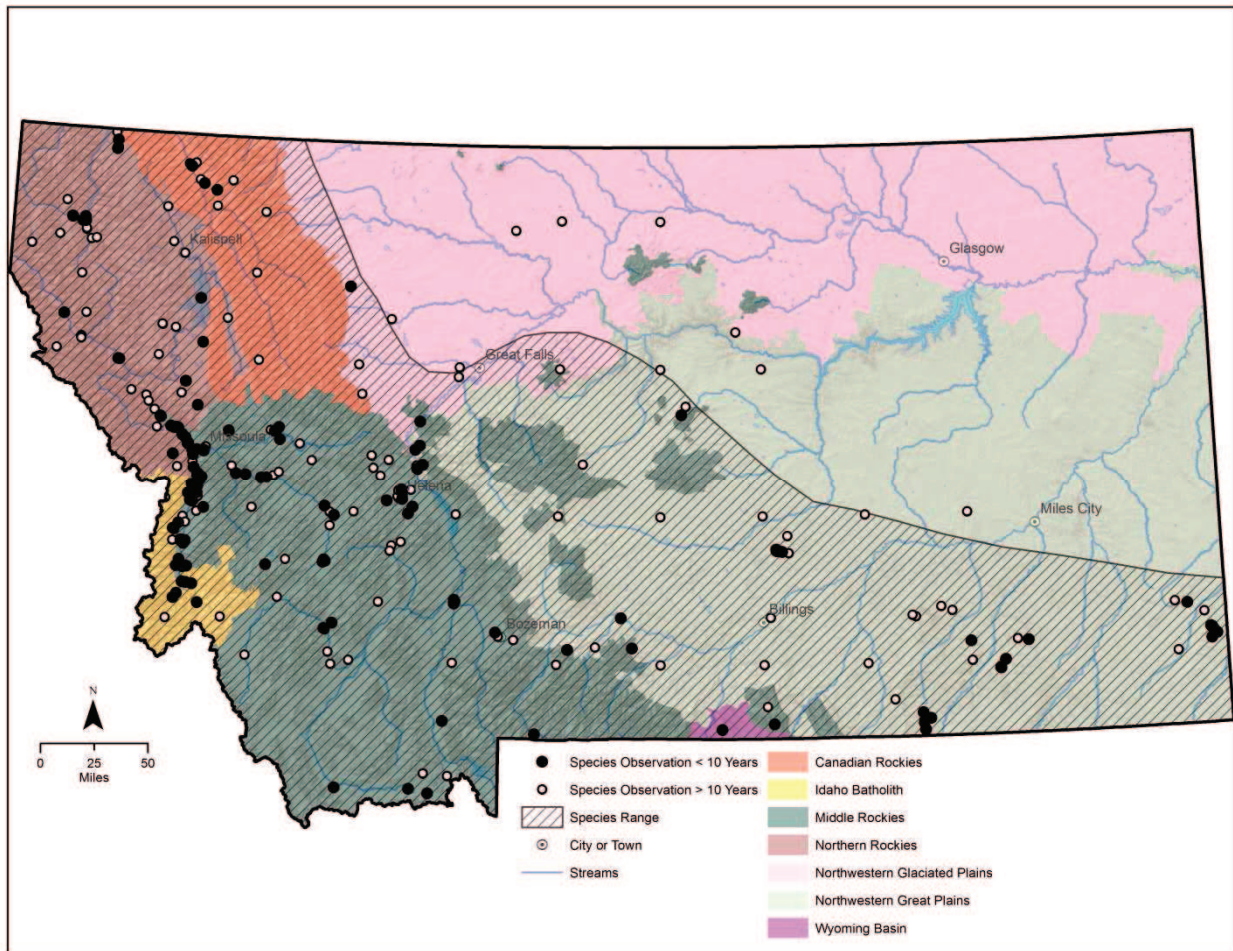 Kalispell
Glasgow
Great Falls
Missoula
Helena
Miles City
Billings
Bozeman
N
0 25 50
Miles
Species Observation < 10 Years
Species Observation > 10 Years
Species Range
City or Town
Streams
Canadian Rockies
Idaho Batholith
Middle Rockies
Northern Rockies
Northwestern Glaciated Plains
Northwestern Great Plains
Wyoming Basin